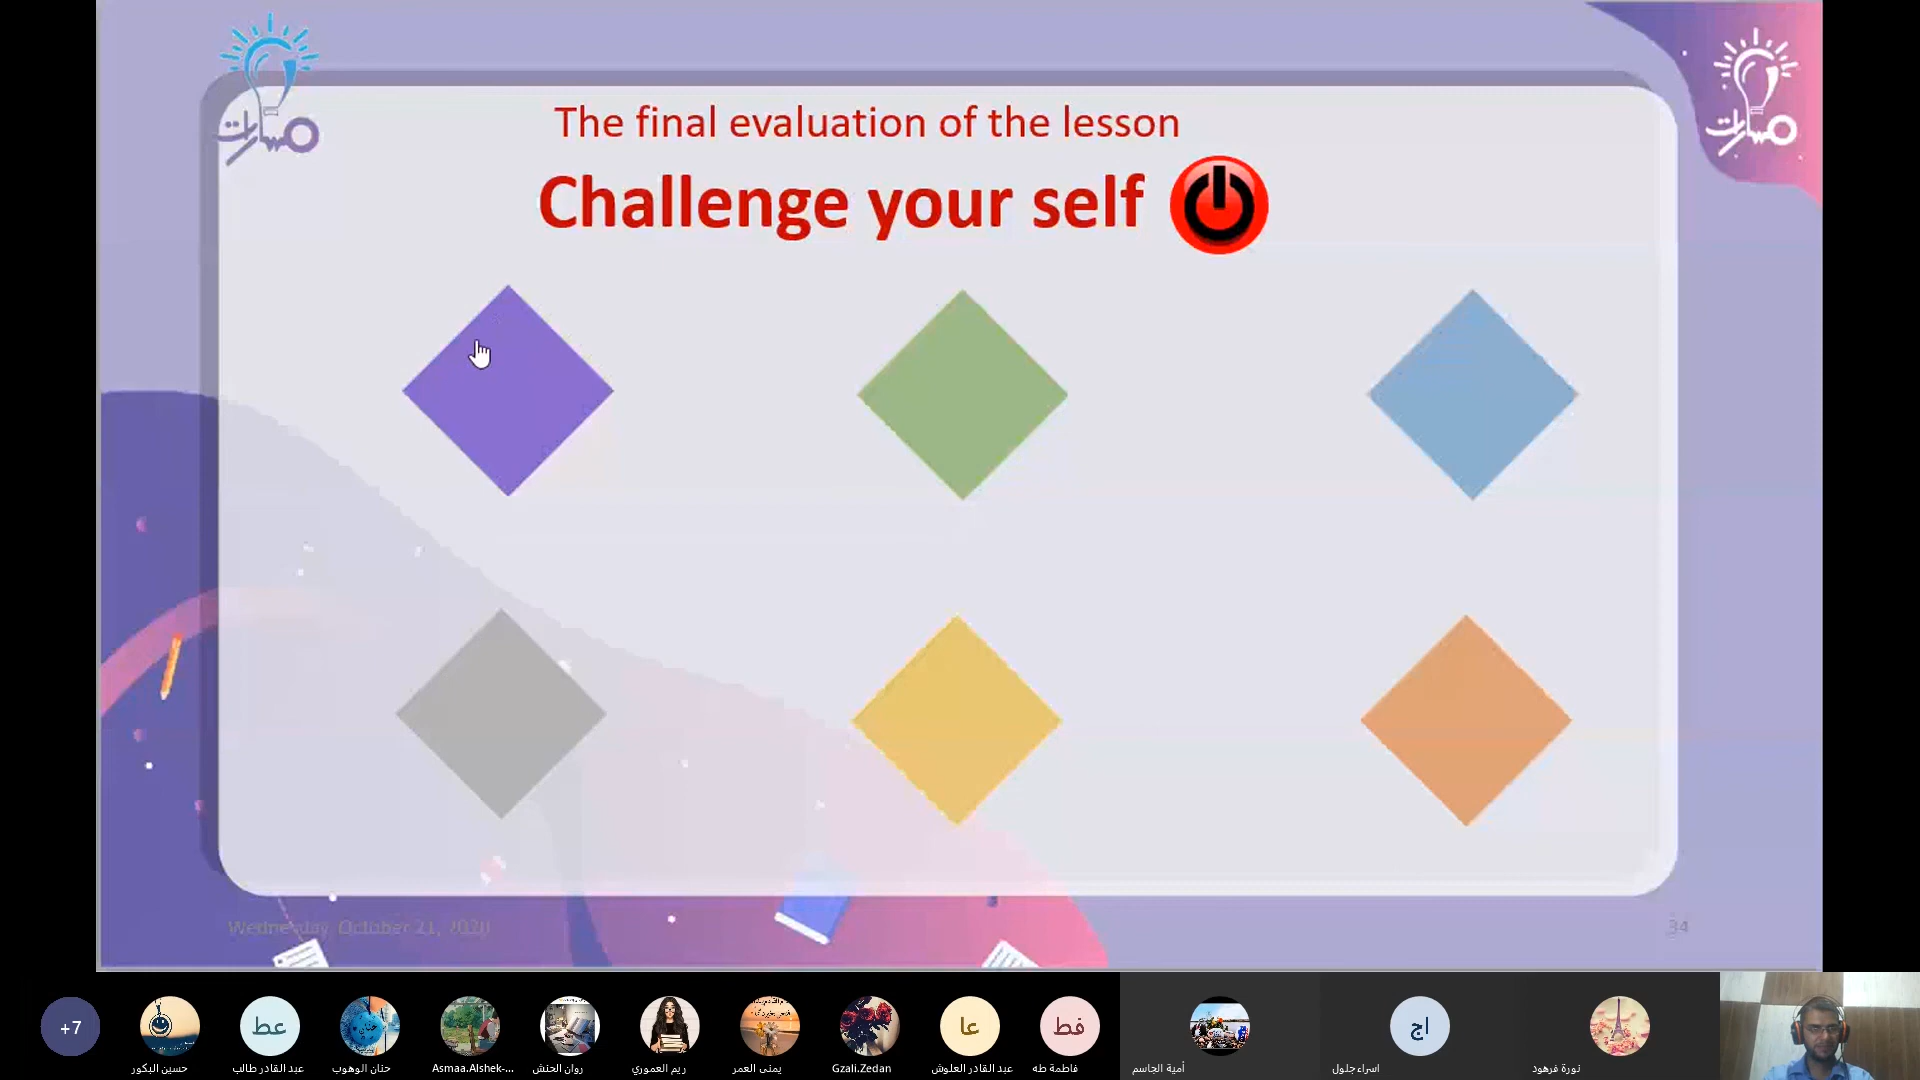 مسارات
مسارات
The final evaluation of the lesson
Challenge your self
Wednesday, October 21, 2020
34
+7
حسين البكور
عط
عبد القادر طالب
حنان الوهوب
Asmaa.Alshek-...
روان الحنش
ريم العموري
يمنى العمر
Gzali.Zedan
عا
عبد القادر العلوش
فط
فاطمة طه
أمية الجاسم
اج
اسراء جلول
نورة فرهود